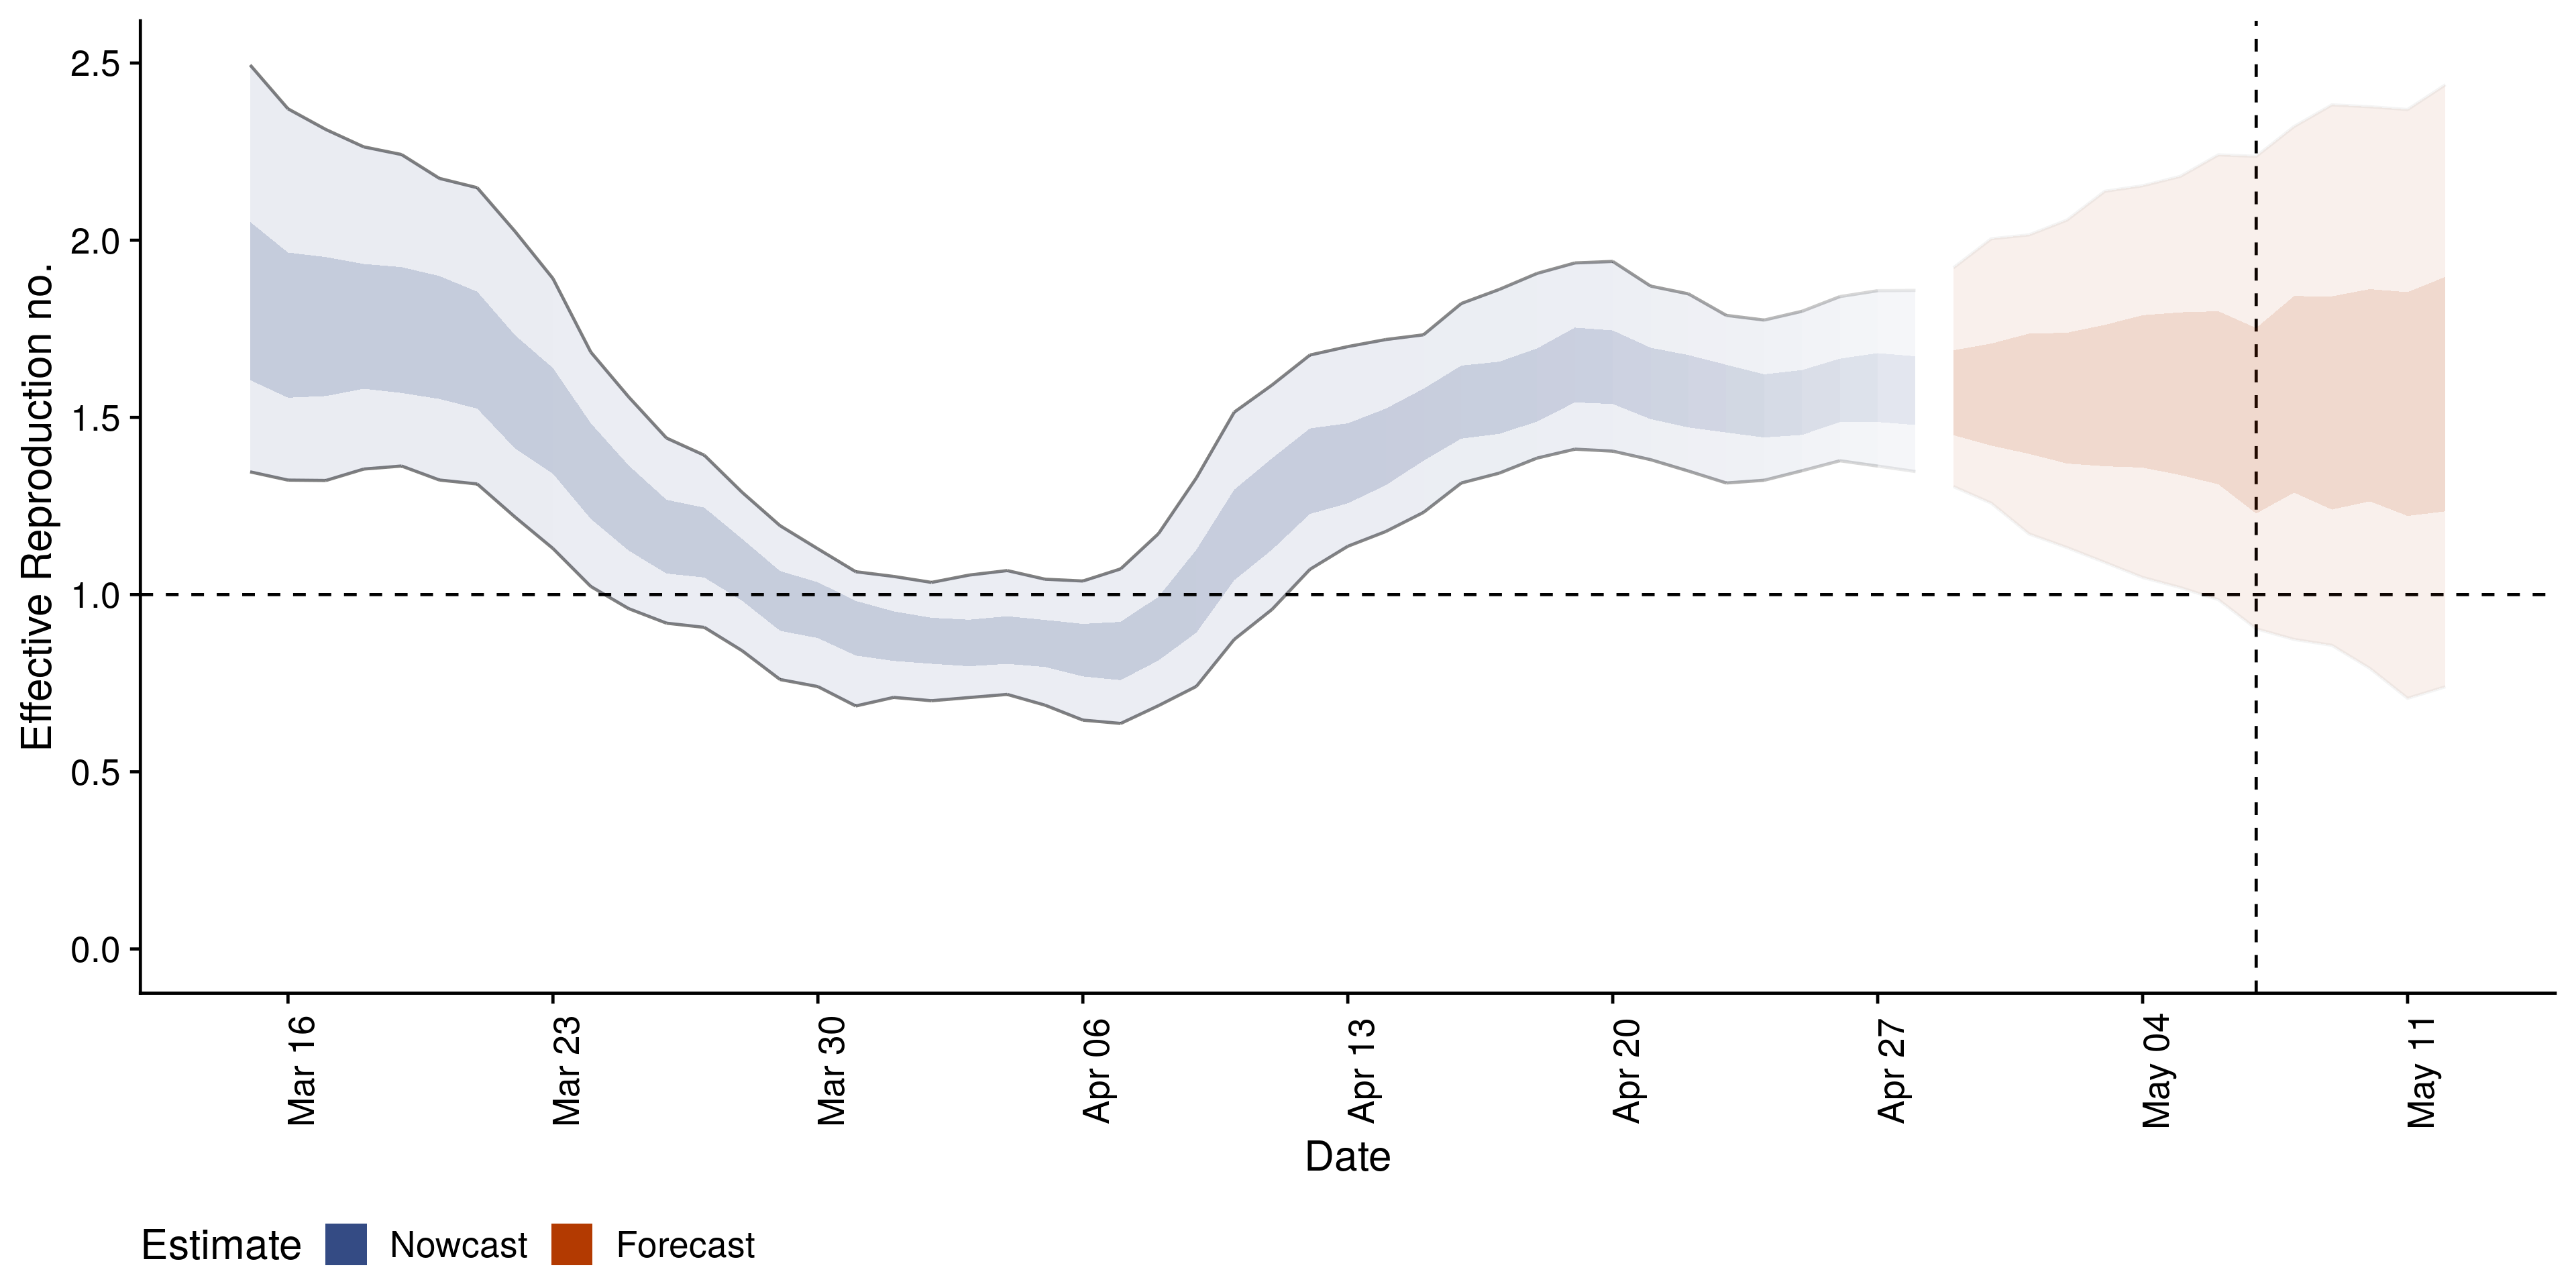 Effective Reproduction no.
2.5
2.0
1.5
1.0
0.5
0.0
Mar 16
Mar 23
Mar 30
Apr 06
Apr 13
Apr 20
Apr 27
May 04
May 11
Date
Estimate Nowcast Forecast